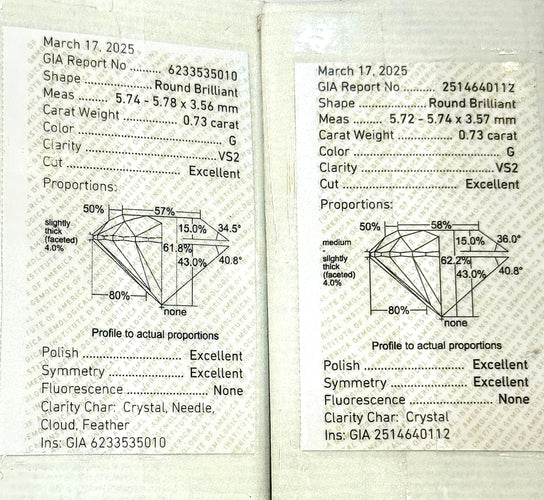 March 17, 2025
GIA Report No .......... 6233535010
Shape .......... Round Brilliant
Meas ........ 5.74 - 5.78 x 3.56 mm
Carat Weight .......... 0.73 carat
Color .......... G
Clarity .......... VS2
Cut .......... Excellent
Proportions:
50% 57%
slightly
thick
(faceted)
4.0%
15.0% 34.5°
61.8%
43.0% 40.8°
80%
none
Profile to actual proportions
Polish .......... Excellent
Symmetry .......... Excellent
Fluorescence .......... None
Clarity Char: Crystal, Needle,
Cloud, Feather
Ins: GIA 6233535010
March 17, 2025
GIA Report No .......... 2514640112
Shape .......... Round Brilliant
Meas ........ 5.72 - 5.74 x 3.57 mm
Carat Weight .......... 0.73 carat
Color .......... G
Clarity .......... VS2
Cut .......... Excellent
Proportions:
50% 58%
medium
-
slightly
thick
(faceted)
4.0%
15.0% 36.0°
62.2%
43.0% 40.8°
80%
none
Profile to actual proportions
Polish .......... Excellent
Symmetry .......... Excellent
Fluorescence .......... None
Clarity Char: Crystal
Ins: GIA 2514640112